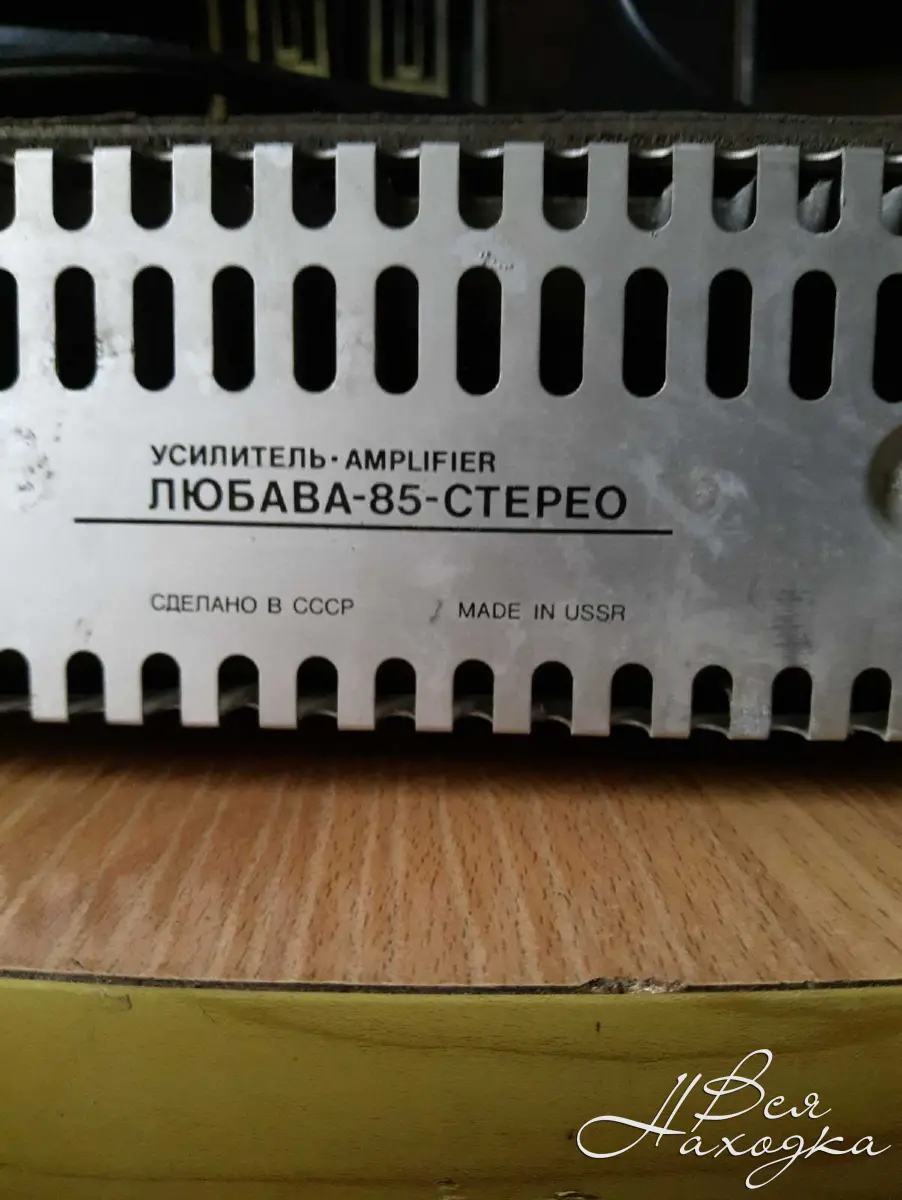 УСИЛИТЕЛЬ · AMPLIFIER
ЛЮБАВА-85-СТЕРЕО
СДЕЛАНО В СССР MADE IN USSR
Вся
Находка